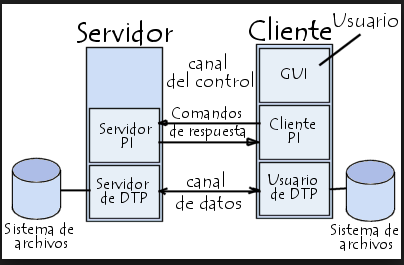 Servidor
Cliente
Usuario
canal
del control
GUI
Comandos
de respuesta
Servidor
PI
Cliente
PI
Servidor
de DTP
canal
de datos
Usuario
de DTP
Sistema de
archivos
Sistema de
archivos